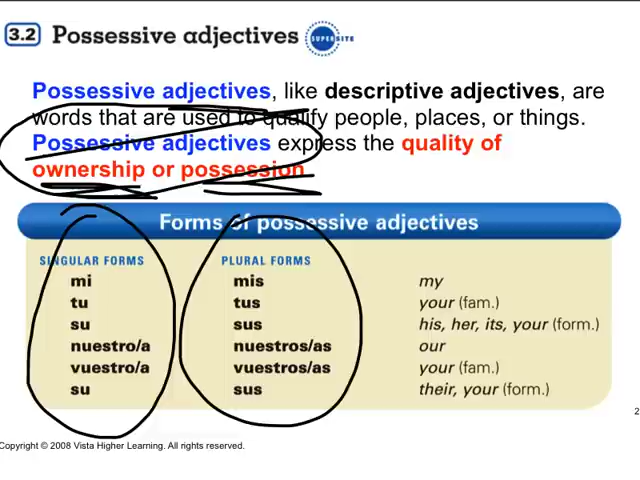 3.2 Possessive adjectives SUPERSITE
Possessive adjectives, like descriptive adjectives, are
words that are used to qualify people, places, or things.
Possessive adjectives express the quality of
ownership or possession
Forms of possessive adjectives
SINGULAR FORMS PLURAL FORMS
mi mis my
tu tus your (fam.)
su sus his, her, its, your (form.)
nuestro/a nuestros/as our
vuestro/a vuestros/as your (fam.)
su sus their, your (form.)
2
Copyright © 2008 Vista Higher Learning. All rights reserved.